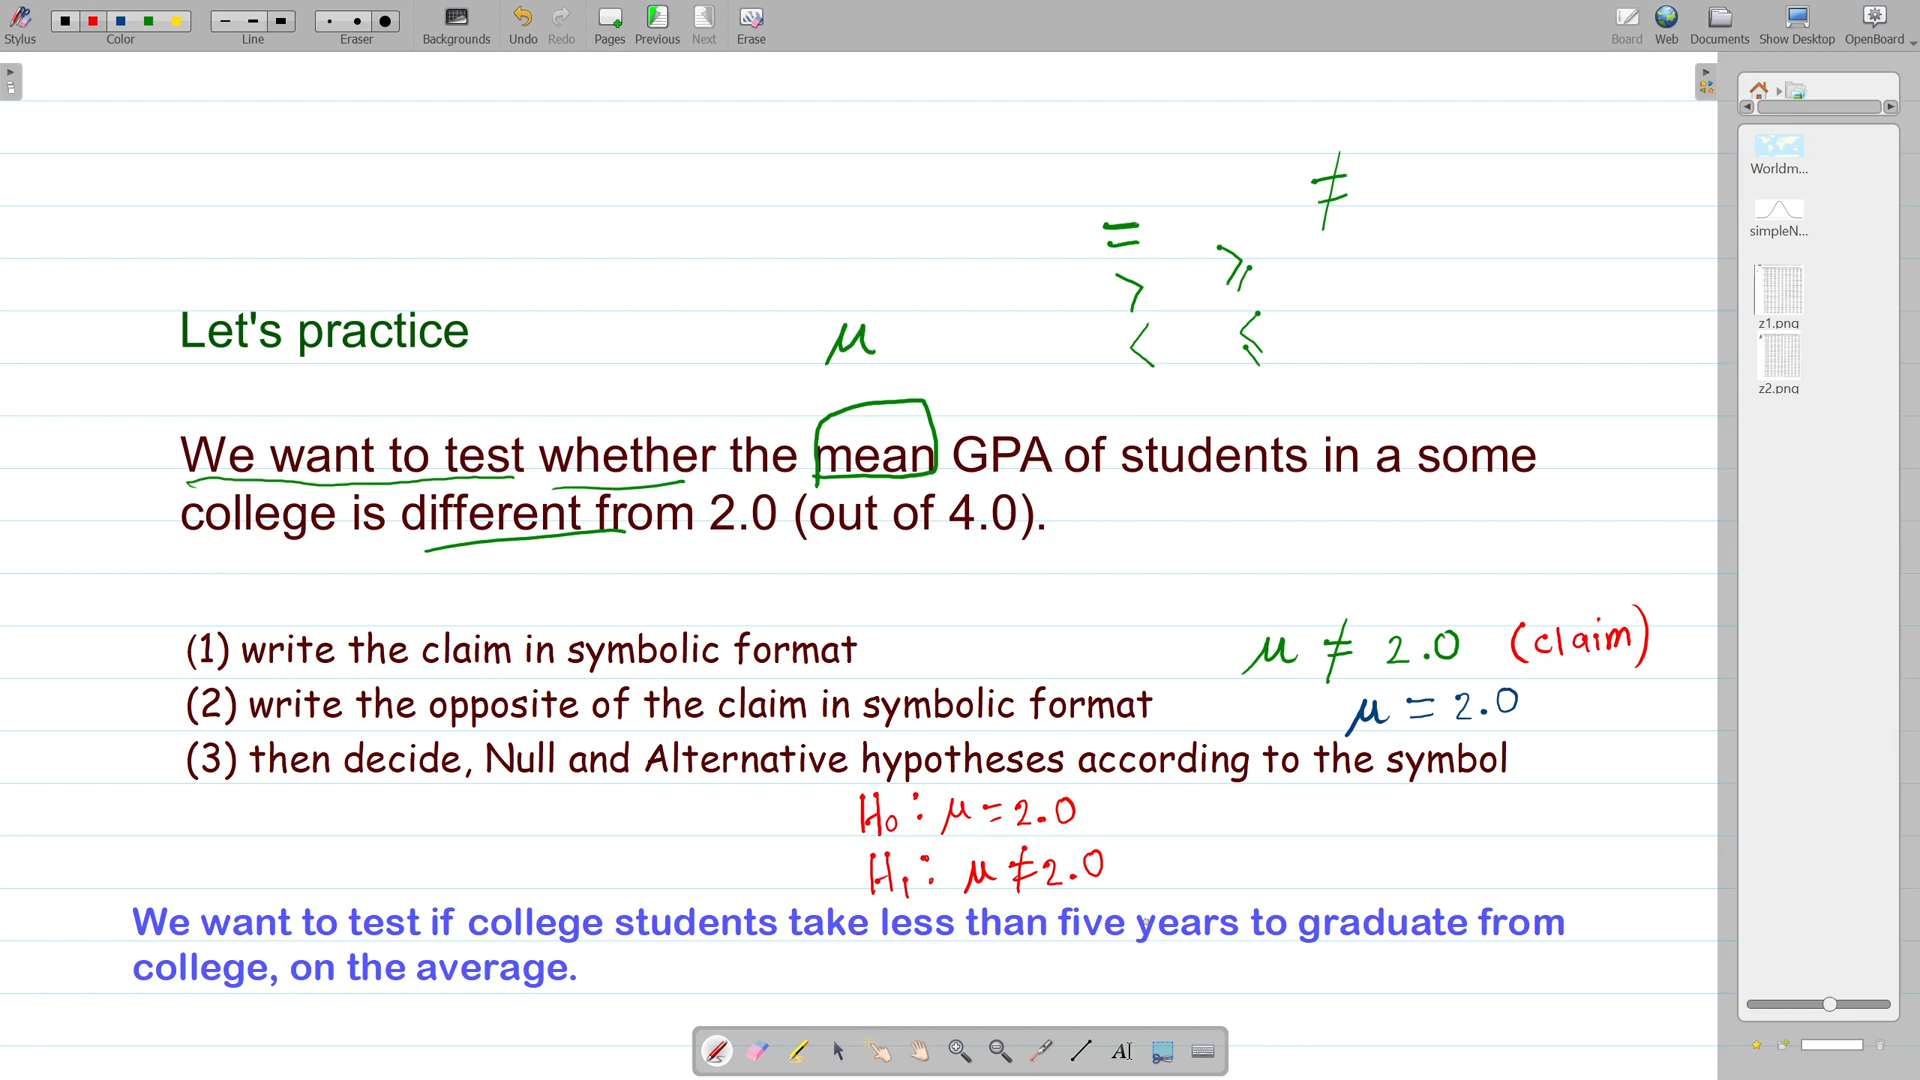 Stylus Color Line Eraser Backgrounds Undo Redo Pages Previous Next Erase Board Web Documents Show Desktop OpenBoard
≠
=
>
≥
<
≤
Worldm...
simpleN...
z1.png
z2.png
Let's practice
μ
We want to test whether the mean GPA of students in a some
college is different from 2.0 (out of 4.0).
(1) write the claim in symbolic format
μ ≠ 2.0 (claim)
(2) write the opposite of the claim in symbolic format
μ = 2.0
(3) then decide, Null and Alternative hypotheses according to the symbol
H₀: μ = 2.0
H₁: μ ≠ 2.0
We want to test if college students take less than five years to graduate from
college, on the average.